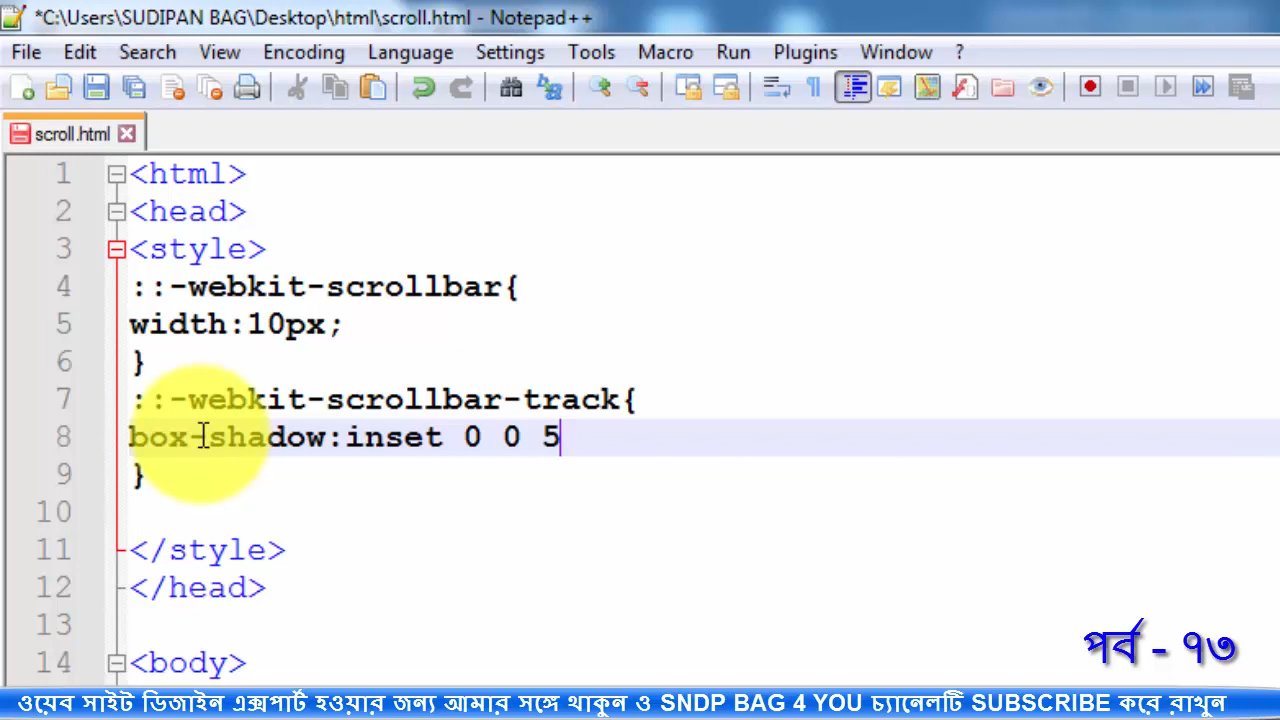 *C:\Users\SUDIPAN BAG\Desktop\html\scroll.html - Notepad++
File Edit Search View Encoding Language Settings Tools Macro Run Plugins Window ?
scroll.html
1 <html>
2 <head>
3 <style>
4 ::-webkit-scrollbar{
5 width:10px;
6 }
7 ::-webkit-scrollbar-track{
8 box-shadow:inset 0 0 5
9 }
10
11 </style>
12 </head>
13
14 <body>
পর্ব - ৭৩
ওয়েব সাইট ডিজাইন এক্সপার্ট হওয়ার জন্য আমার সঙ্গে থাকুন ও SNDP BAG 4 YOU চ্যানেলটি SUBSCRIBE করে রাখুন